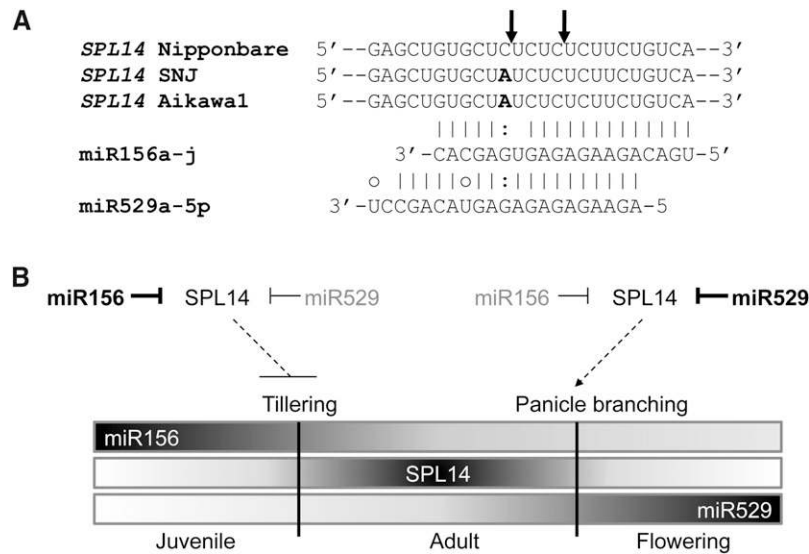 A
SPL14 Nipponbare 5'--GAGCUGUGCUCUCUCUCUUCUGUCA--3'
SPL14 SNJ 5'--GAGCUGUGCUAUCUCUCUUCUGUCA--3'
SPL14 Aikawa1 5'--GAGCUGUGCUAUCUCUCUUCUGUCA--3'
|||||: |||||||||||||
miR156a-j 3'-CACGAGUGAGAGAAGACAGU-5'
o |||||o||:|||||||||
miR529a-5p 3'-UCCGACAUGAGAGAGAGAAGA-5
B
miR156 SPL14 miR529 miR156 SPL14 miR529
Tillering Panicle branching
miR156
SPL14
miR529
Juvenile Adult Flowering